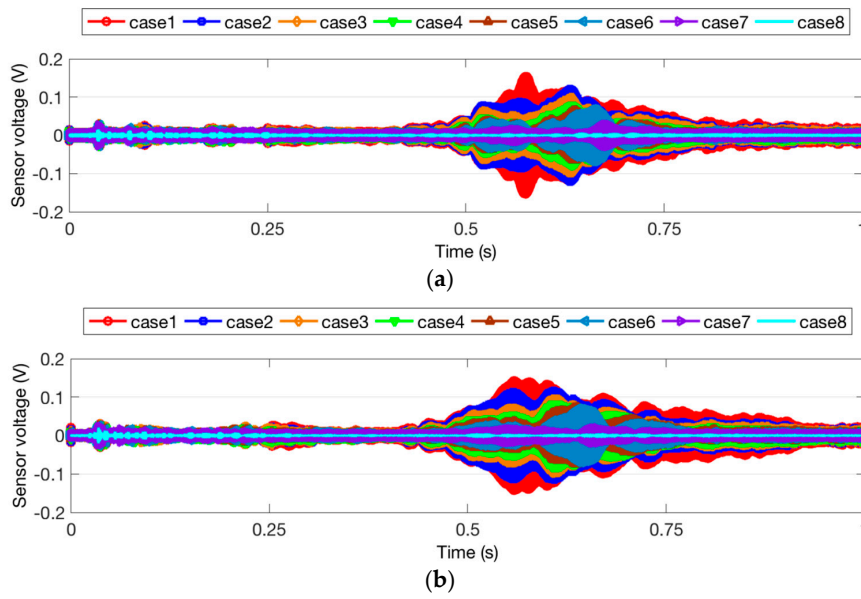 case1 case2 case3 case4 case5 case6 case7 case8
0.2
0.1
0
-0.1
-0.2
Sensor voltage (V)
0 0.25 0.5 0.75 1
Time (s)
(a)
case1 case2 case3 case4 case5 case6 case7 case8
0.2
0.1
0
-0.1
-0.2
Sensor voltage (V)
0 0.25 0.5 0.75
Time (s)
(b)